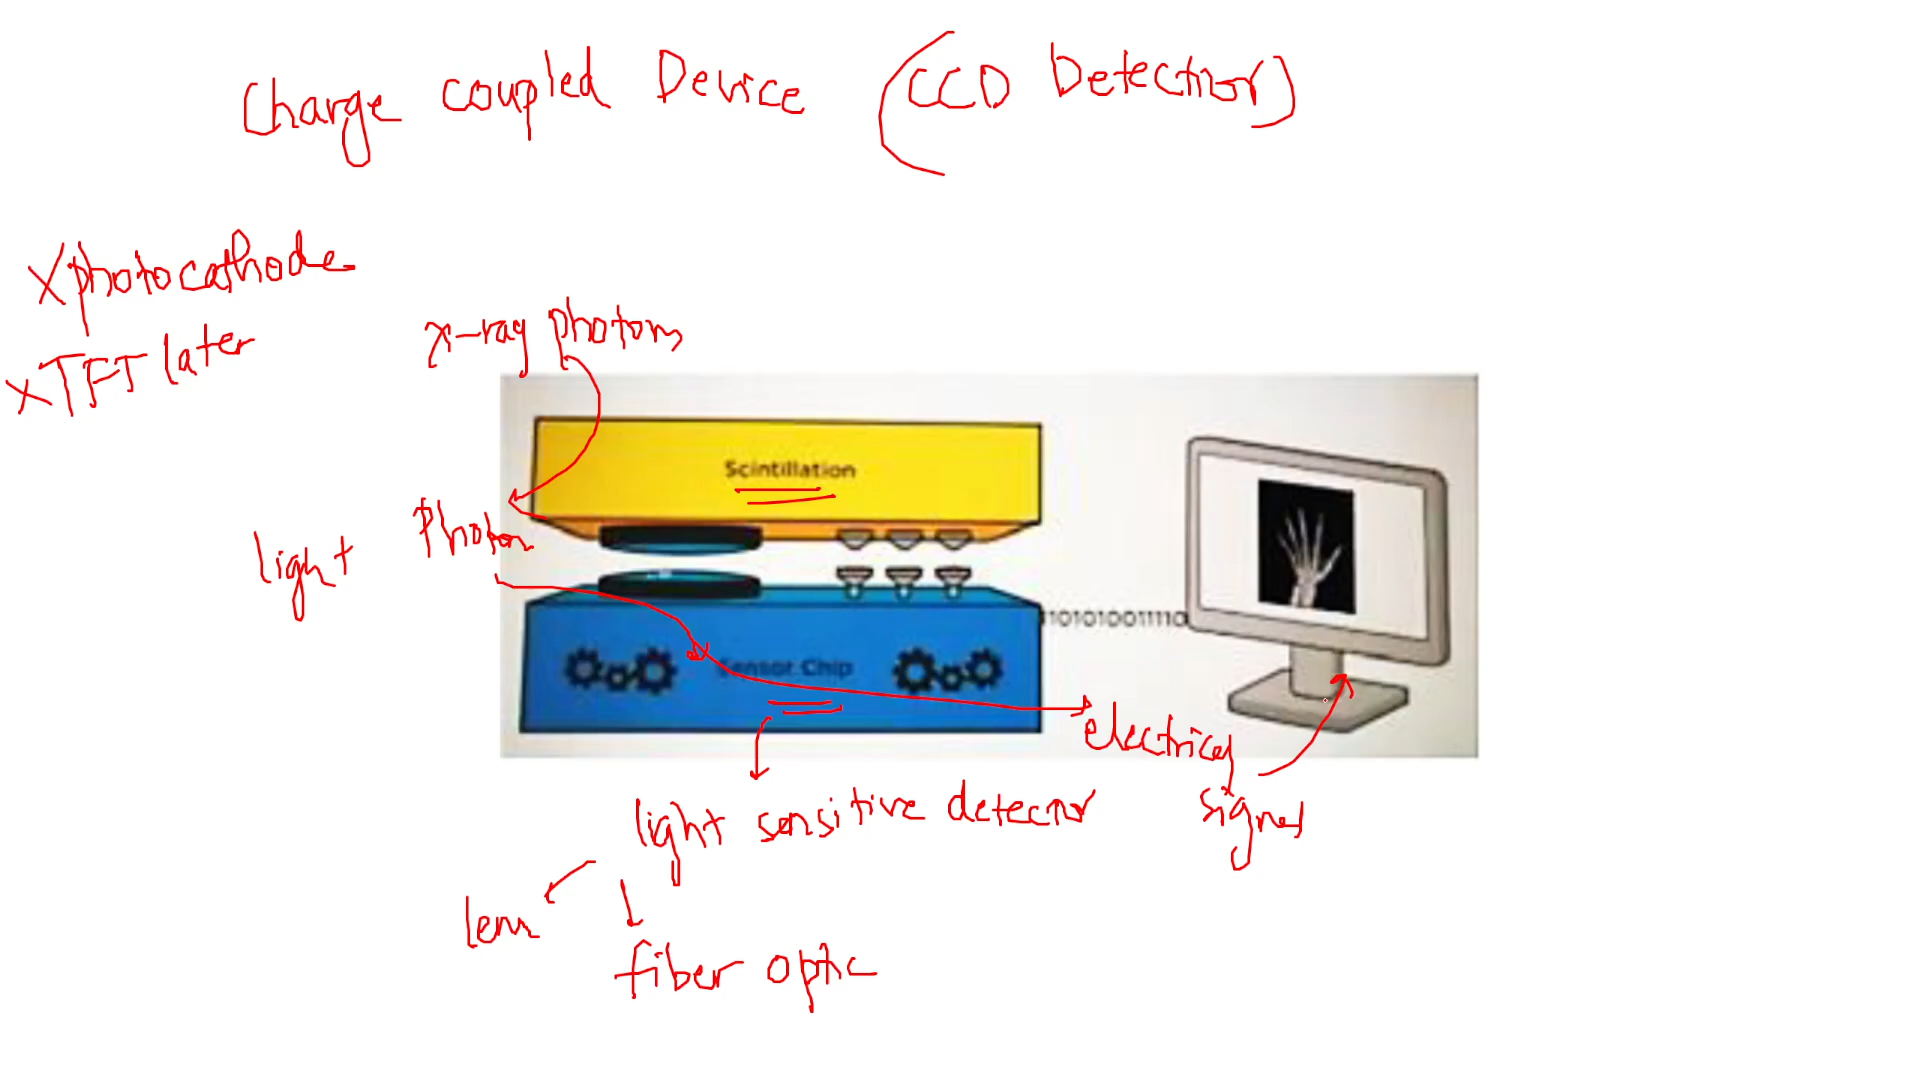 Charge coupled Device (CCD Detector)
X photocathode
X TFT later
x-ray photons
Scintillation
light Photon
1101010011110
Sensor Chip
electrical signal
light sensitive detector
lens
fiber optic